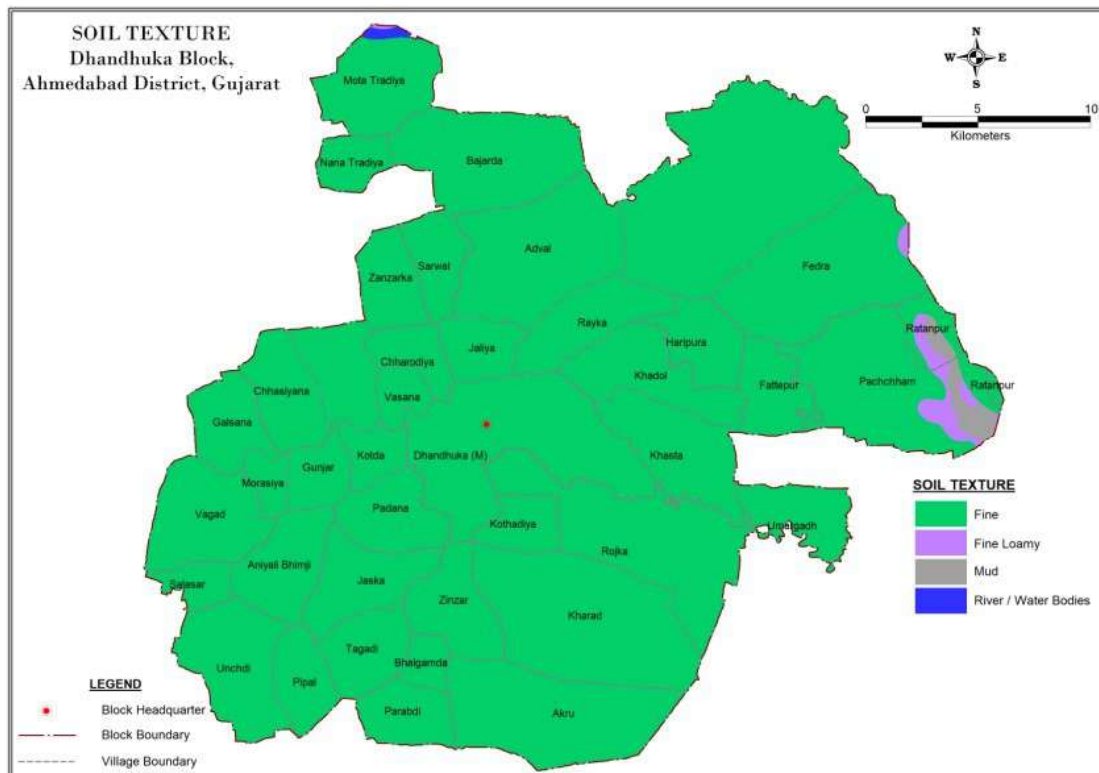 SOIL TEXTURE
Dhandhuka Block,
Ahmedabad District, Gujarat
N
W E
S
0 5 10
Kilometers
Mota Tradiya
Nana Tradiya
Bajarda
Adval
Sarwal
Zanzarka
Fedra
Rayka
Ratanpur
Haripura
Jaliya
Chharodiya
Khadol
Fattepur
Pachchham
Ratanpur
Chhasiyana
Vasana
Galsana
Dhandhuka (M)
Kotda
Khasta
Gunjar
Morasiya
Vagad
Padana
Kothadiya
Umargadh
Rojka
Aniyali Bhimji
Jaska
Salasar
Zinzar
Kharad
Tagadi
Bhalgamda
Unchdi
Pipal
Parabdi
Akru
SOIL TEXTURE
Fine
Fine Loamy
Mud
River / Water Bodies
LEGEND
Block Headquarter
Block Boundary
Village Boundary